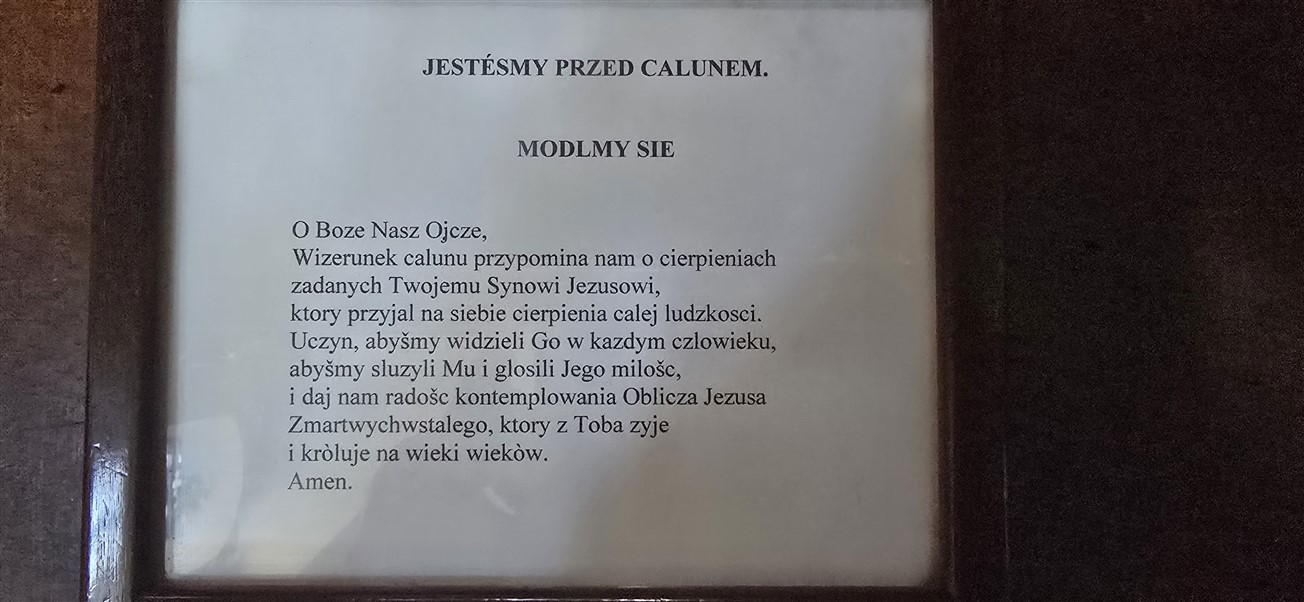 JESTÉSMY PRZED CALUNEM.
MODLMY SIE
O Boze Nasz Ojcze,
Wizerunek calunu przypomina nam o cierpieniach
zadanych Twojemu Synowi Jezusowi,
ktory przyjal na siebie cierpienia calej ludzkosci.
Uczyn, abyšmy widzieli Go w kazdym czlowieku,
abyšmy sluzyli Mu i glosili Jego milošc,
i daj nam radošc kontemplowania Oblicza Jezusa
Zmartwychwstalego, ktory z Toba zyje
i kròluje na wieki wiekòw.
Amen.